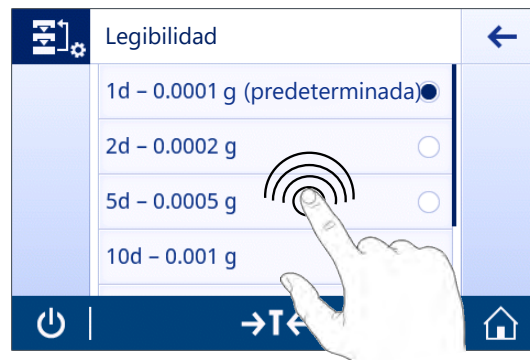 Legibilidad
1d – 0.0001 g (predeterminada)
2d – 0.0002 g
5d – 0.0005 g
10d – 0.001 g
→T←